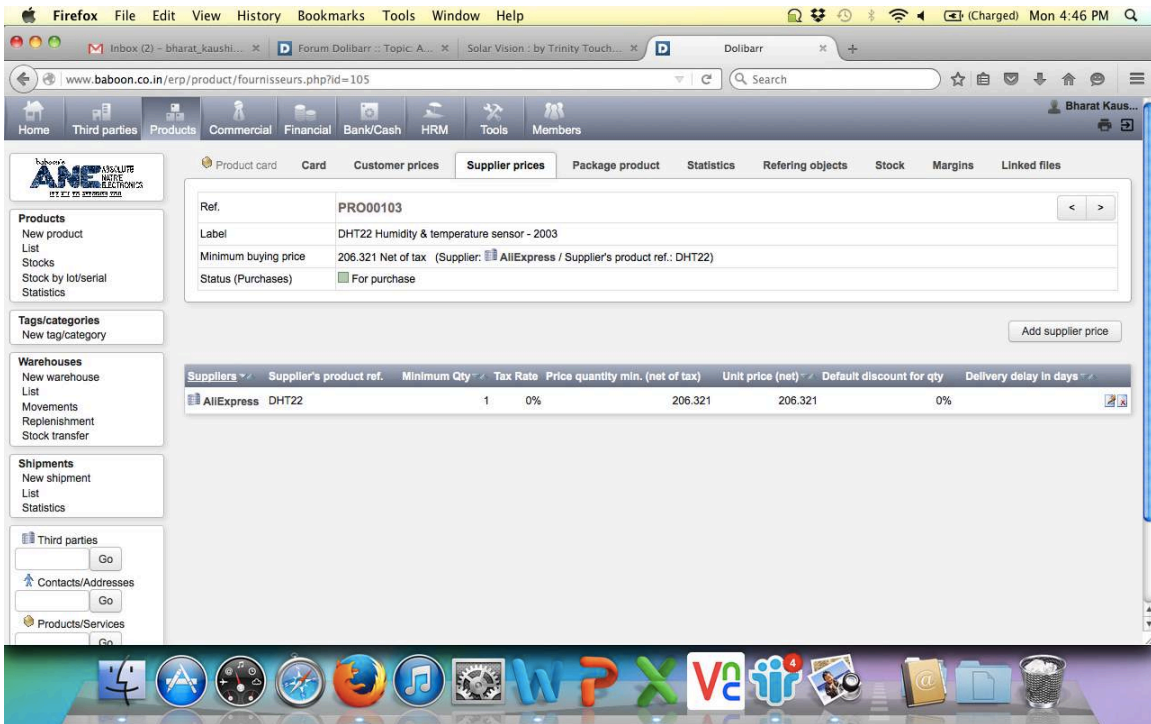 Firefox File Edit View History Bookmarks Tools Window Help (Charged) Mon 4:46 PM
Inbox (2) - bharat_kaushi... Forum Dolibarr :: Topic: A... Solar Vision : by Trinity Touch... Dolibarr
www.baboon.co.in/erp/product/fournisseurs.php?id=105 Search
Home Third parties Products Commercial Financial Bank/Cash HRM Tools Members Bharat Kaus...
ANE ABSOLUTE
ELECTRONICS
Product card Card Customer prices Supplier prices Package product Statistics Refering objects Stock Margins Linked files
Ref. PRO00103 < >
Label DHT22 Humidity & temperature sensor - 2003
Minimum buying price 206.321 Net of tax (Supplier: AliExpress / Supplier's product ref.: DHT22)
Status (Purchases) For purchase
Add supplier price
Suppliers Supplier's product ref. Minimum Qty Tax Rate Price quantity min. (net of tax) Unit price (net) Default discount for qty Delivery delay in days
AliExpress DHT22 1 0% 206.321 206.321 0%
Products
New product
List
Stocks
Stock by lot/serial
Statistics
Tags/categories
New tag/category
Warehouses
New warehouse
List
Movements
Replenishment
Stock transfer
Shipments
New shipment
List
Statistics
Third parties
Go
Contacts/Addresses
Go
Products/Services
Go
4